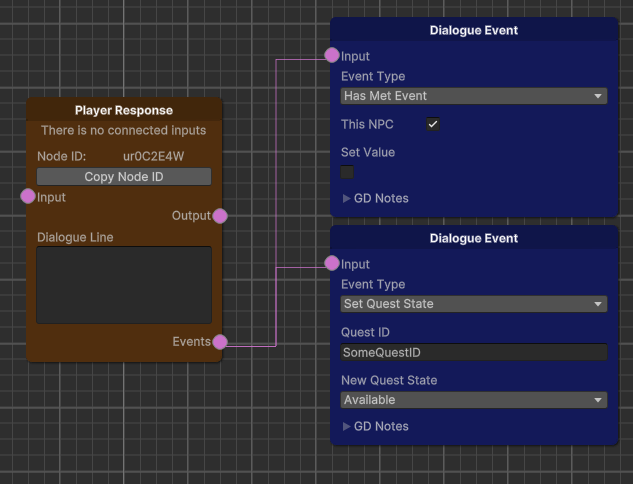 Player Response
There is no connected inputs
Node ID: ur0C2E4W
Copy Node ID
Input
Output
Dialogue Line
Events
Dialogue Event
Input
Event Type
Has Met Event
This NPC
Set Value
GD Notes
Dialogue Event
Input
Event Type
Set Quest State
Quest ID
SomeQuestID
New Quest State
Available
GD Notes